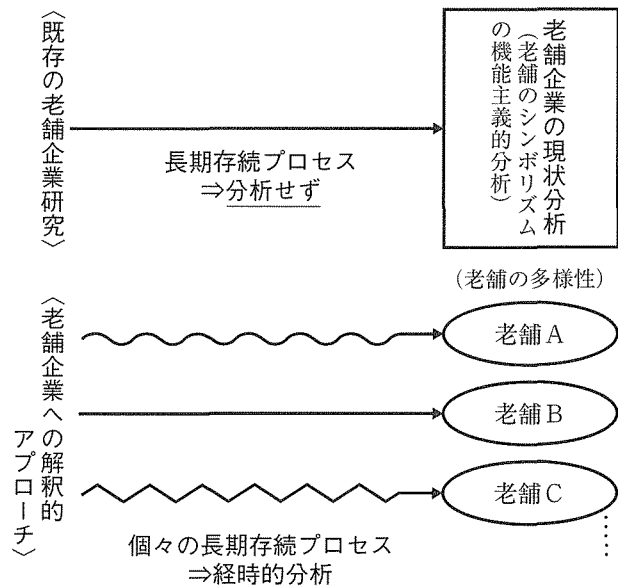 〈既存の老舗企業研究〉
長期存続プロセス
⇒分析せず
老舗企業の現状分析
(老舗のシンボリズム
の機能主義的分析)
(老舗の多様性)
〈老舗企業への解釈的
アプローチ〉
老舗A
老舗B
老舗C
……
個々の長期存続プロセス
⇒経時的分析